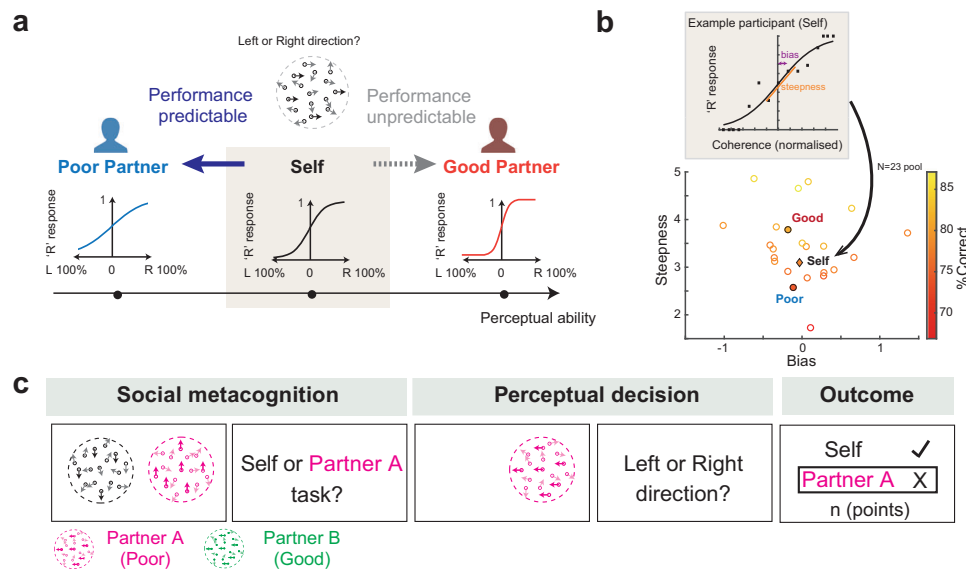 a
Left or Right direction?
Performance
predictable
Performance
unpredictable
Poor Partner
Self
Good Partner
'R' response
1
L 100%
0
R 100%
'R' response
1
L 100%
0
R 100%
'R' response
1
L 100%
0
R 100%
Perceptual ability
b
Example participant (Self)
'R' response
bias
steepness
Coherence (normalised)
N=23 pool
Steepness
5
4
3
2
-1
0
1
Bias
Good
Self
Poor
85
80
75
70
%Correct
c
Social metacognition
Perceptual decision
Outcome
Self or Partner A
task?
Left or Right
direction?
Self ✓
Partner A X
n (points)
Partner A
(Poor)
Partner B
(Good)